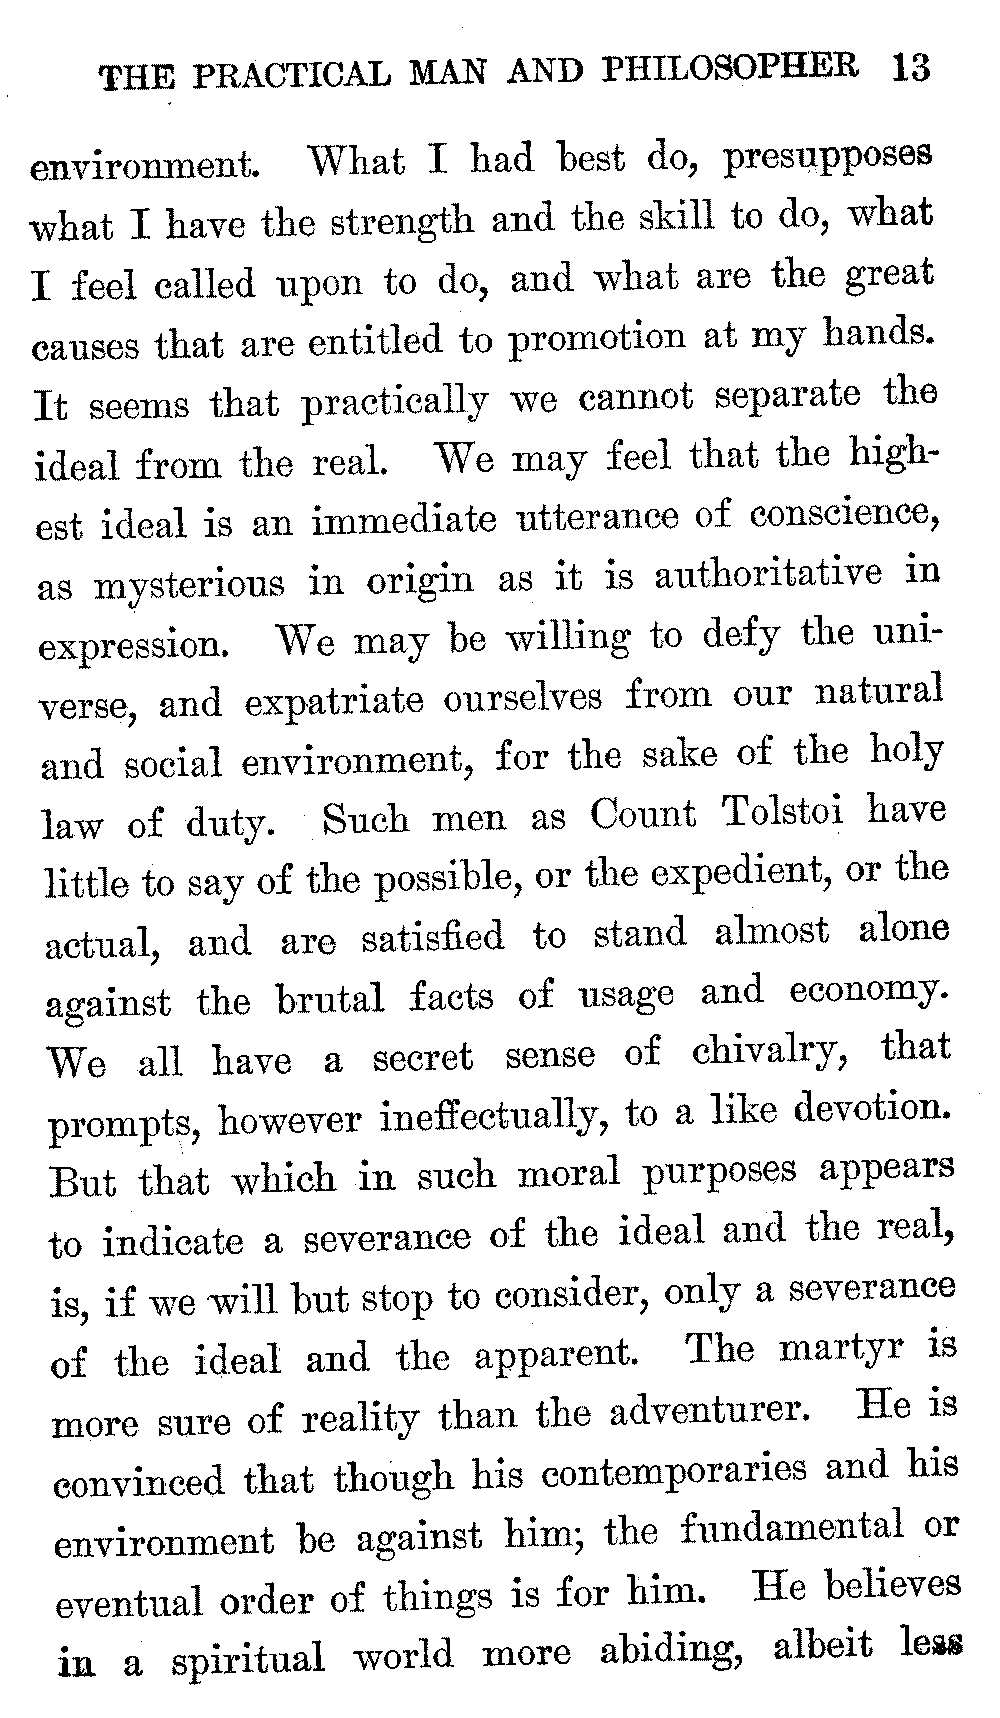 THE PRACTICAL MAN AND PHILOSOPHER 13
environment. What I had best do, presupposes
what I have the strength and the skill to do, what
I feel called upon to do, and what are the great
causes that are entitled to promotion at my hands.
It seems that practically we cannot separate the
ideal from the real. We may feel that the high-
est ideal is an immediate utterance of conscience,
as mysterious in origin as it is authoritative in
expression. We may be willing to defy the uni-
verse, and expatriate ourselves from our natural
and social environment, for the sake of the holy
law of duty. Such men as Count Tolstoi have
little to say of the possible, or the expedient, or the
actual, and are satisfied to stand almost alone
against the brutal facts of usage and economy.
We all have a secret sense of chivalry, that
prompts, however ineffectually, to a like devotion.
But that which in such moral purposes appears
to indicate a severance of the ideal and the real,
is, if we will but stop to consider, only a severance
of the ideal and the apparent. The martyr is
more sure of reality than the adventurer. He is
convinced that though his contemporaries and his
environment be against him; the fundamental or
eventual order of things is for him. He believes
in a spiritual world more abiding, albeit less